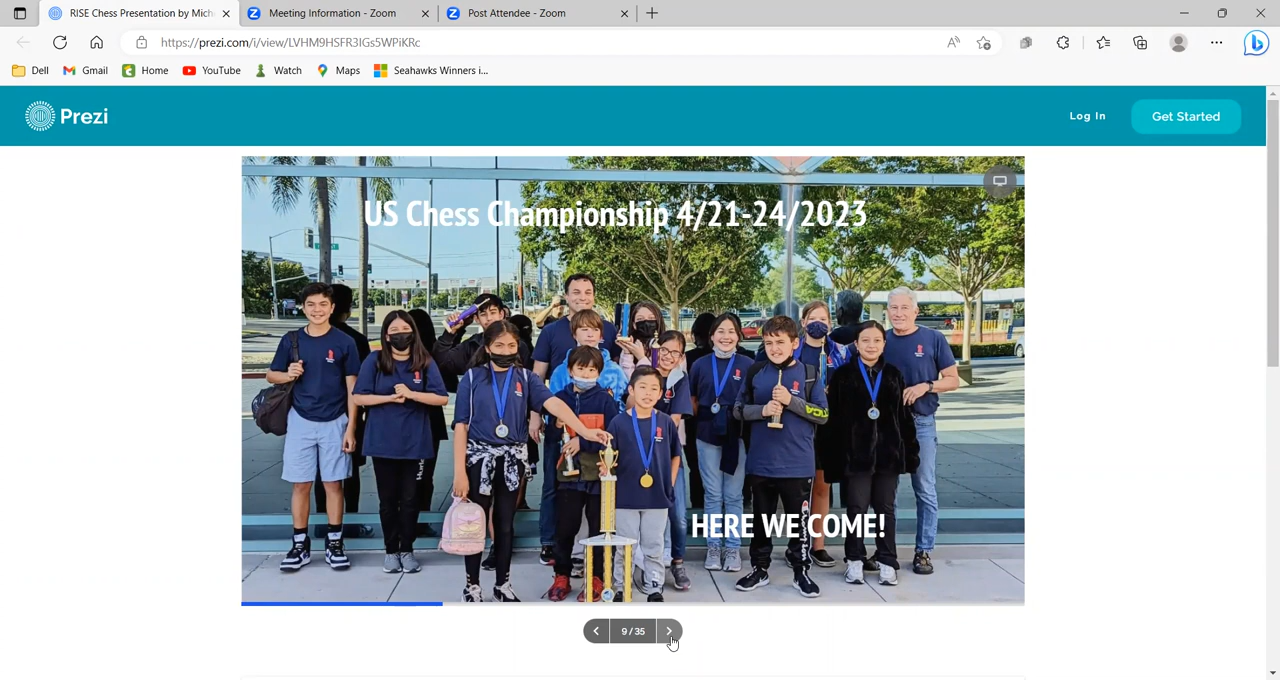 RISE Chess Presentation by Mich
Meeting Information - Zoom
Post Attendee - Zoom
https://prezi.com/i/view/LVHM9HSFR3IGs5WPiKRc
Dell
Gmail
Home
YouTube
Watch
Maps
Seahawks Winners i...
Prezi
Log In
Get Started
US Chess Championship 4/21-24/2023
HERE WE COME!
9 / 35